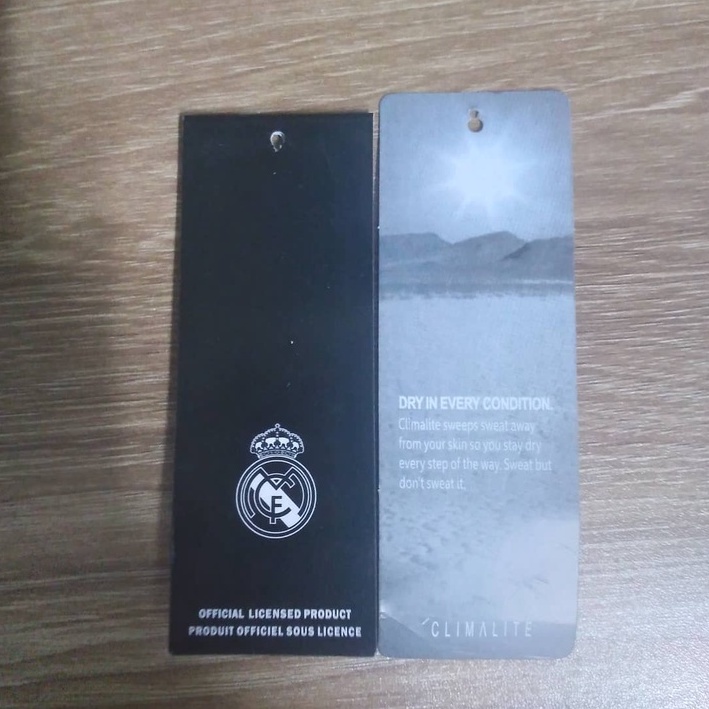 OFFICIAL LICENSED PRODUCT
PRODUIT OFFICIEL SOUS LICENCE
DRY IN EVERY CONDITION.
Climalite sweeps sweat away
from your skin so you stay dry
every step of the way. Sweat but
don't sweat it.
CLIMALITE